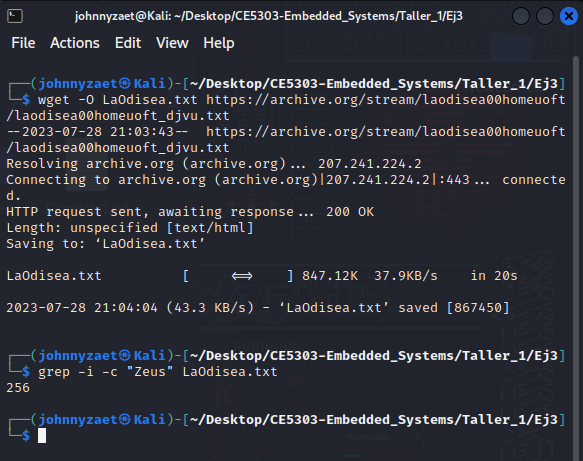 johnnyzaet@Kali: ~/Desktop/CE5303-Embedded_Systems/Taller_1/Ej3
File Actions Edit View Help
┌──(johnnyzaet㉿Kali)-[~/Desktop/CE5303-Embedded_Systems/Taller_1/Ej3]
└─$ wget -O LaOdisea.txt https://archive.org/stream/laodisea00homeuoft
/laodisea00homeuoft_djvu.txt
--2023-07-28 21:03:43--  https://archive.org/stream/laodisea00homeuoft
/laodisea00homeuoft_djvu.txt
Resolving archive.org (archive.org)... 207.241.224.2
Connecting to archive.org (archive.org)|207.241.224.2|:443... connecte
d.
HTTP request sent, awaiting response... 200 OK
Length: unspecified [text/html]
Saving to: ‘LaOdisea.txt’
LaOdisea.txt            [     <=>      ] 847.12K  37.9KB/s    in 20s
2023-07-28 21:04:04 (43.3 KB/s) - ‘LaOdisea.txt’ saved [867450]
┌──(johnnyzaet㉿Kali)-[~/Desktop/CE5303-Embedded_Systems/Taller_1/Ej3]
└─$ grep -i -c "Zeus" LaOdisea.txt
256
┌──(johnnyzaet㉿Kali)-[~/Desktop/CE5303-Embedded_Systems/Taller_1/Ej3]
└─$